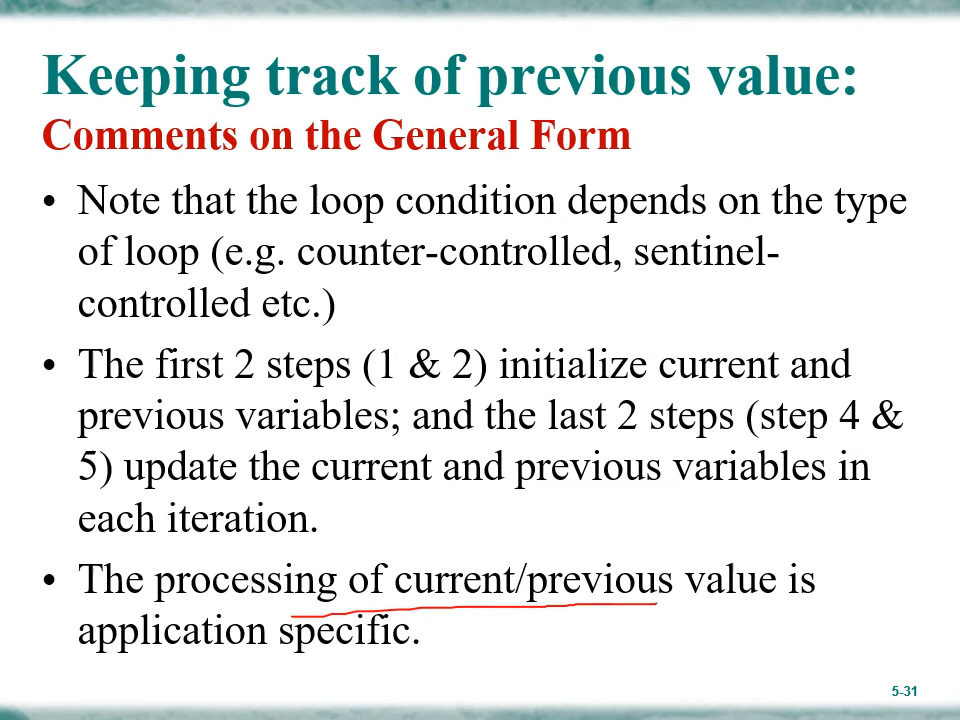 Keeping track of previous value:
Comments on the General Form
• Note that the loop condition depends on the type
of loop (e.g. counter-controlled, sentinel-
controlled etc.)
• The first 2 steps (1 & 2) initialize current and
previous variables; and the last 2 steps (step 4 &
5) update the current and previous variables in
each iteration.
• The processing of current/previous value is
application specific.
5-31